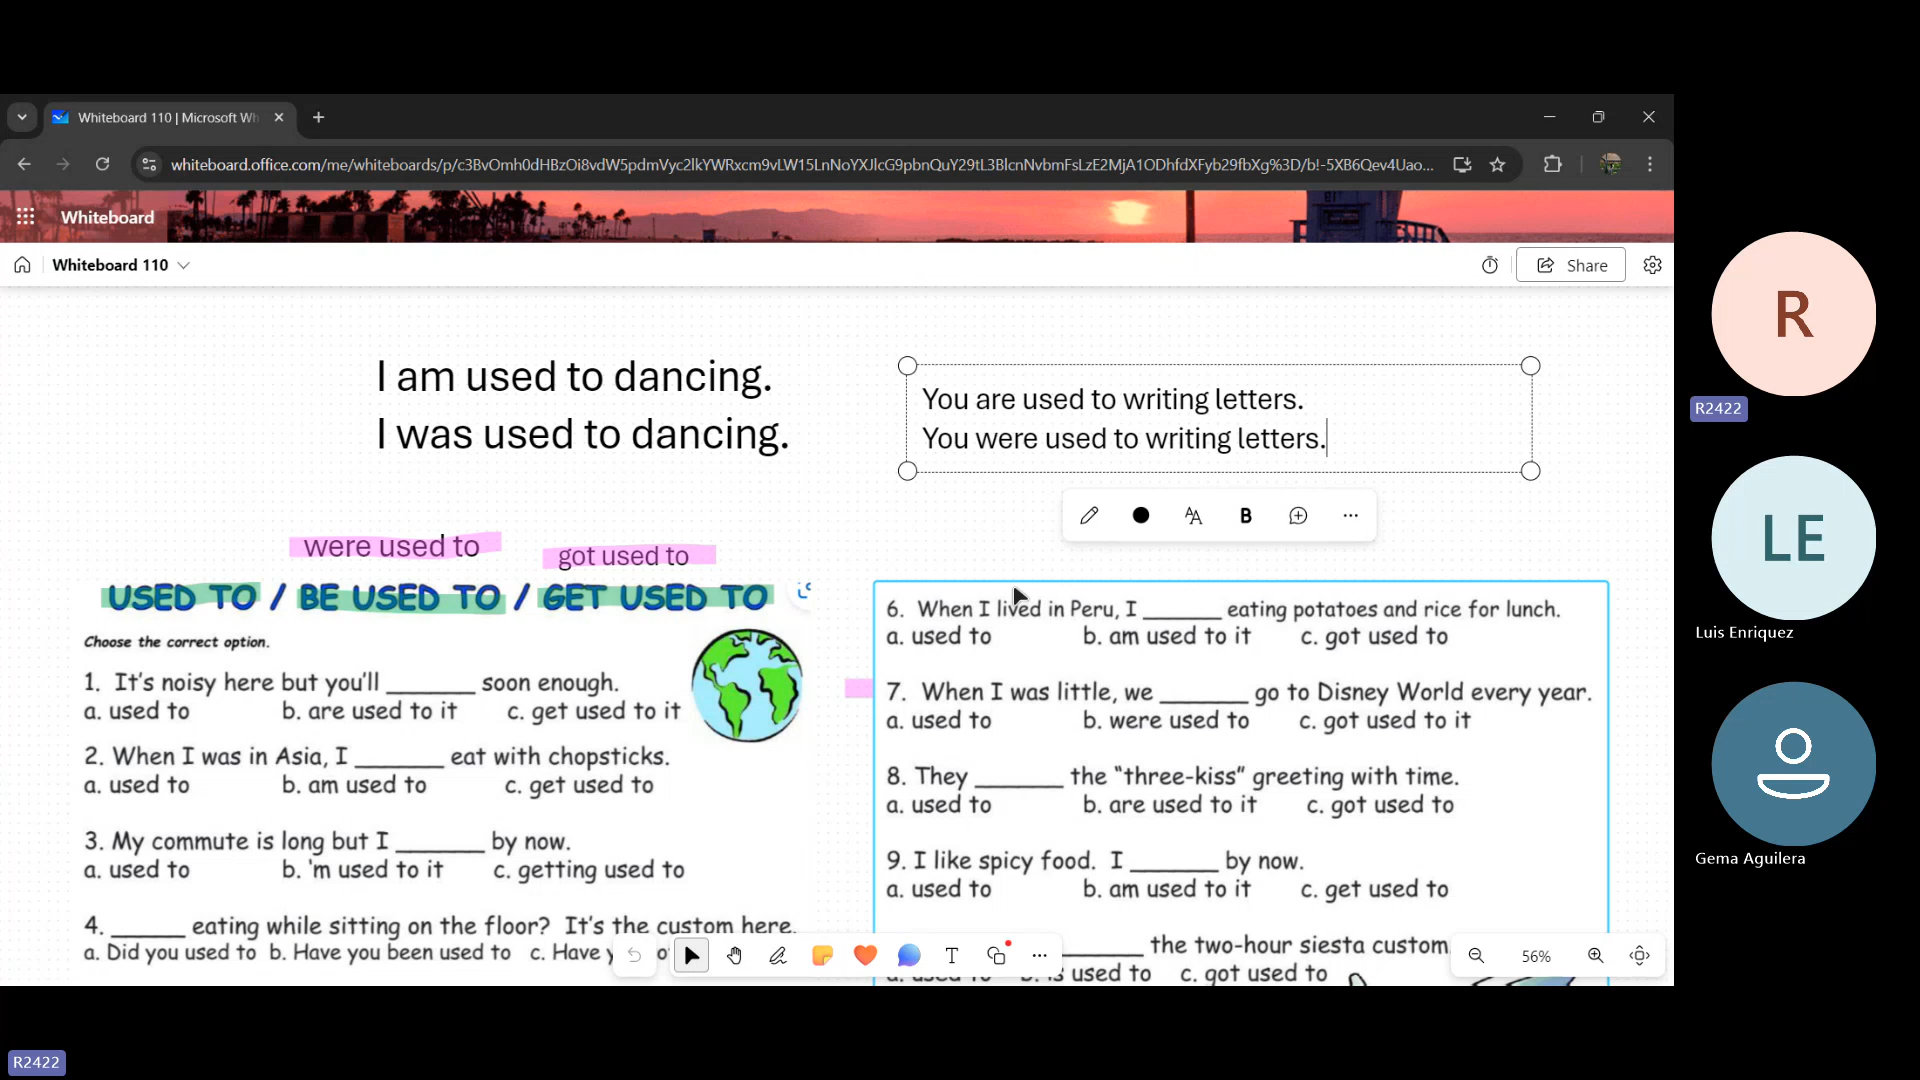 Whiteboard 110 | Microsoft Wh
whiteboard.office.com/me/whiteboards/p/c3BvOmh0dHBzOi8vdW5pdmVyc2lkYWRxcm9vLW15LnNoYXJlcG9pbnQuY29tL3BlcnNvbmFsLzE2MjA1ODhfdXFyb29fbXg%3D/b!-5XB6Qev4Uao...
Whiteboard
Whiteboard 110
Share
I am used to dancing.
I was used to dancing.
You are used to writing letters.
You were used to writing letters.
B
were used to
got used to
USED TO / BE USED TO / GET USED TO
Choose the correct option.
1. It's noisy here but you'll _______ soon enough.
a. used to b. are used to it c. get used to it
2. When I was in Asia, I _______ eat with chopsticks.
a. used to b. am used to c. get used to
3. My commute is long but I _______ by now.
a. used to b. 'm used to it c. getting used to
4. ______ eating while sitting on the floor? It's the custom here.
a. Did you used to b. Have you been used to c. Have y
6. When I lived in Peru, I ______ eating potatoes and rice for lunch.
a. used to b. am used to it c. got used to
7. When I was little, we _______ go to Disney World every year.
a. used to b. were used to c. got used to it
8. They _______ the "three-kiss" greeting with time.
a. used to b. are used to it c. got used to
9. I like spicy food. I _______ by now.
a. used to b. am used to it c. get used to
______ the two-hour siesta custom
a. used to b. is used to c. got used to
56%
R
R2422
LE
Luis Enriquez
Gema Aguilera
R2422